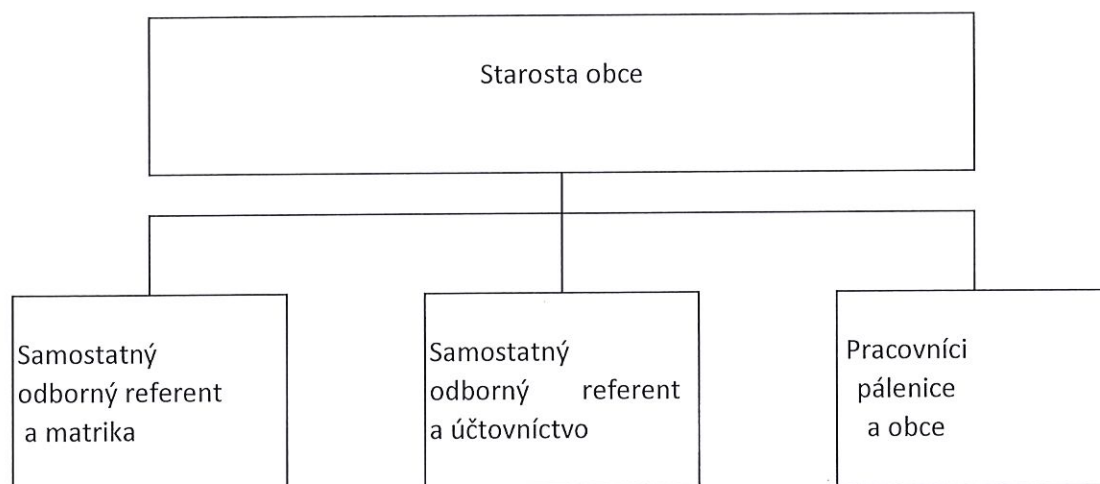 Starosta obce
Samostatný
odborný referent
a matrika
Samostatný
odborný referent
a účtovníctvo
Pracovníci
pálenice
a obce